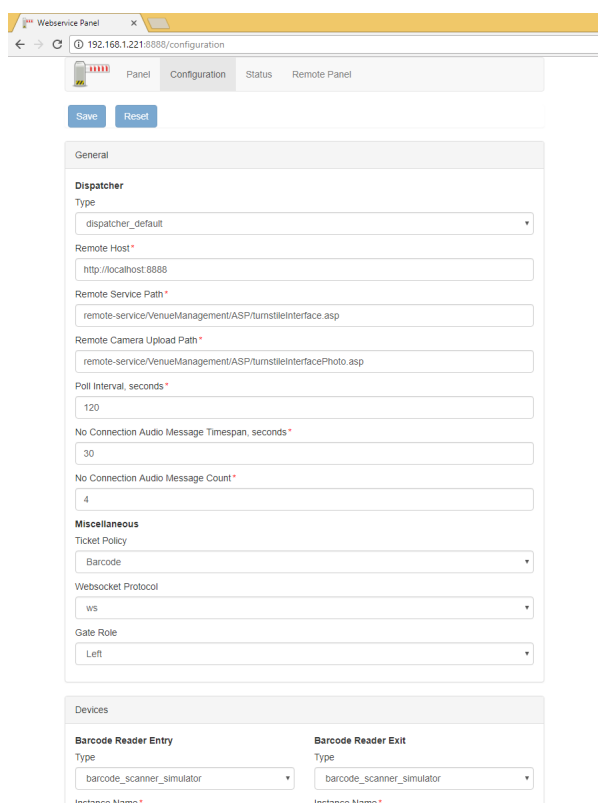 Webservice Panel
192.168.1.221:8888/configuration
Panel Configuration Status Remote Panel
Save Reset
General
Dispatcher
Type
dispatcher_default
Remote Host *
http://localhost:8888
Remote Service Path *
remote-service/VenueManagement/ASP/turnstileInterface.asp
Remote Camera Upload Path *
remote-service/VenueManagement/ASP/turnstileInterfacePhoto.asp
Poll Interval, seconds *
120
No Connection Audio Message Timespan, seconds *
30
No Connection Audio Message Count *
4
Miscellaneous
Ticket Policy
Barcode
Websocket Protocol
ws
Gate Role
Left
Devices
Barcode Reader Entry Barcode Reader Exit
Type Type
barcode_scanner_simulator barcode_scanner_simulator
Instance Name * Instance Name *